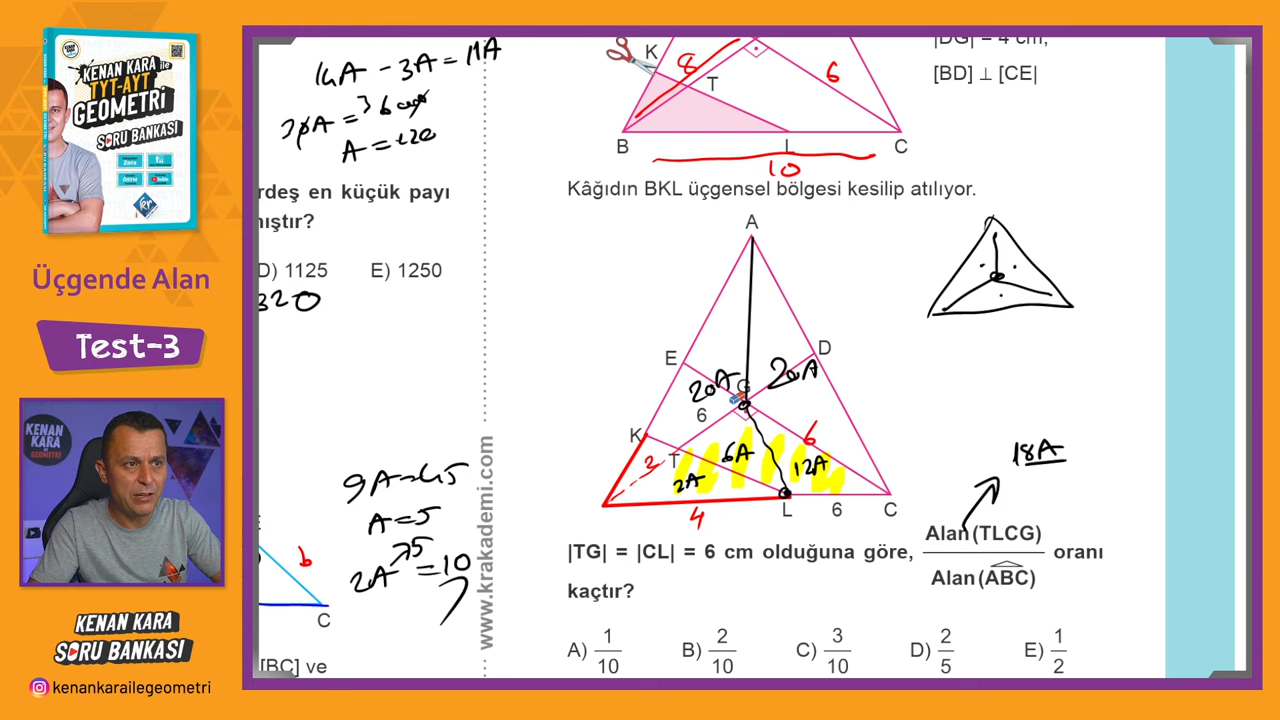 KENAN KARA ile
TYT-AYT
GEOMETRİ
SORU BANKASI
Üçgende Alan
Test-3
KENAN
KARA
GEOMETRİ
KENAN KARA
SORU BANKASI
kenankarailegeometri
14A - 3A = 11A
A =
rdeş en küçük payı
mıştır?
D) 1125 E) 1250
320
9A = 45
A = 5
2A = 10
5
b
C
[BC] ve
www.krakademi.com
|DG| = 4 cm,
[BD] ⊥ [CE|
K
8
T
6
B
L
C
10
Kâğıdın BKL üçgensel bölgesi kesilip atılıyor.
A
E
D
20A
G
20A
6
K
6
T
2
6A
12A
2A
4
L
6
C
18A
|TG| = |CL| = 6 cm olduğuna göre, Alan (TLCG) / Alan (ABC) oranı
kaçtır?
A) 1/10 B) 2/10 C) 3/10 D) 2/5 E) 1/2